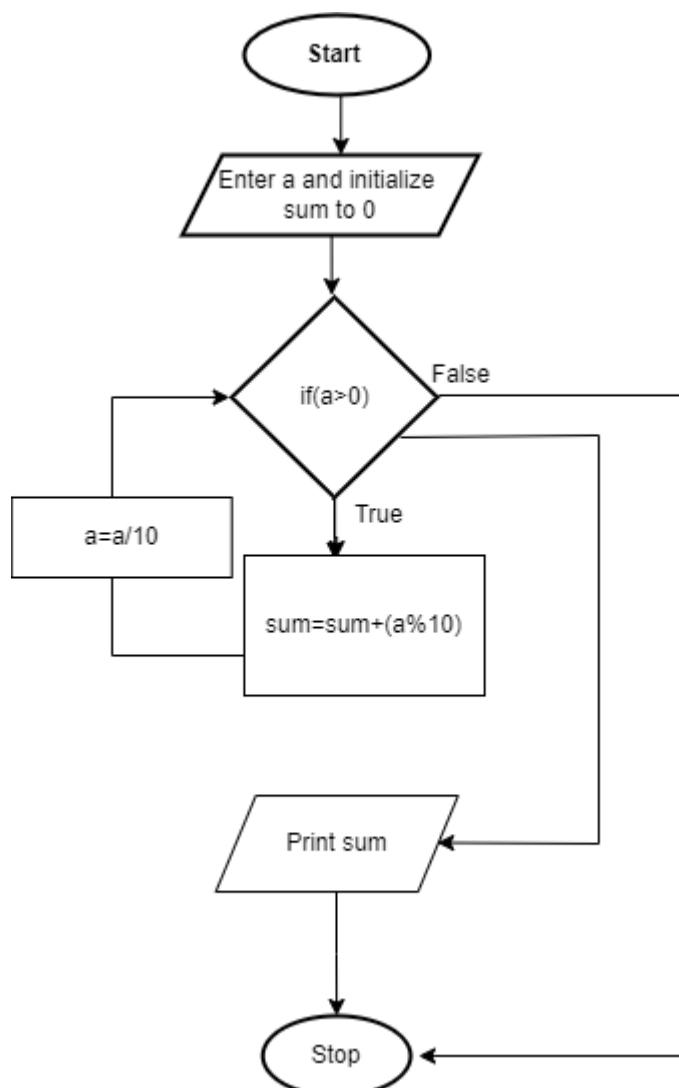 Start
Enter a and initialize
sum to 0
if(a>0)
False
True
a=a/10
sum=sum+(a%10)
Print sum
Stop